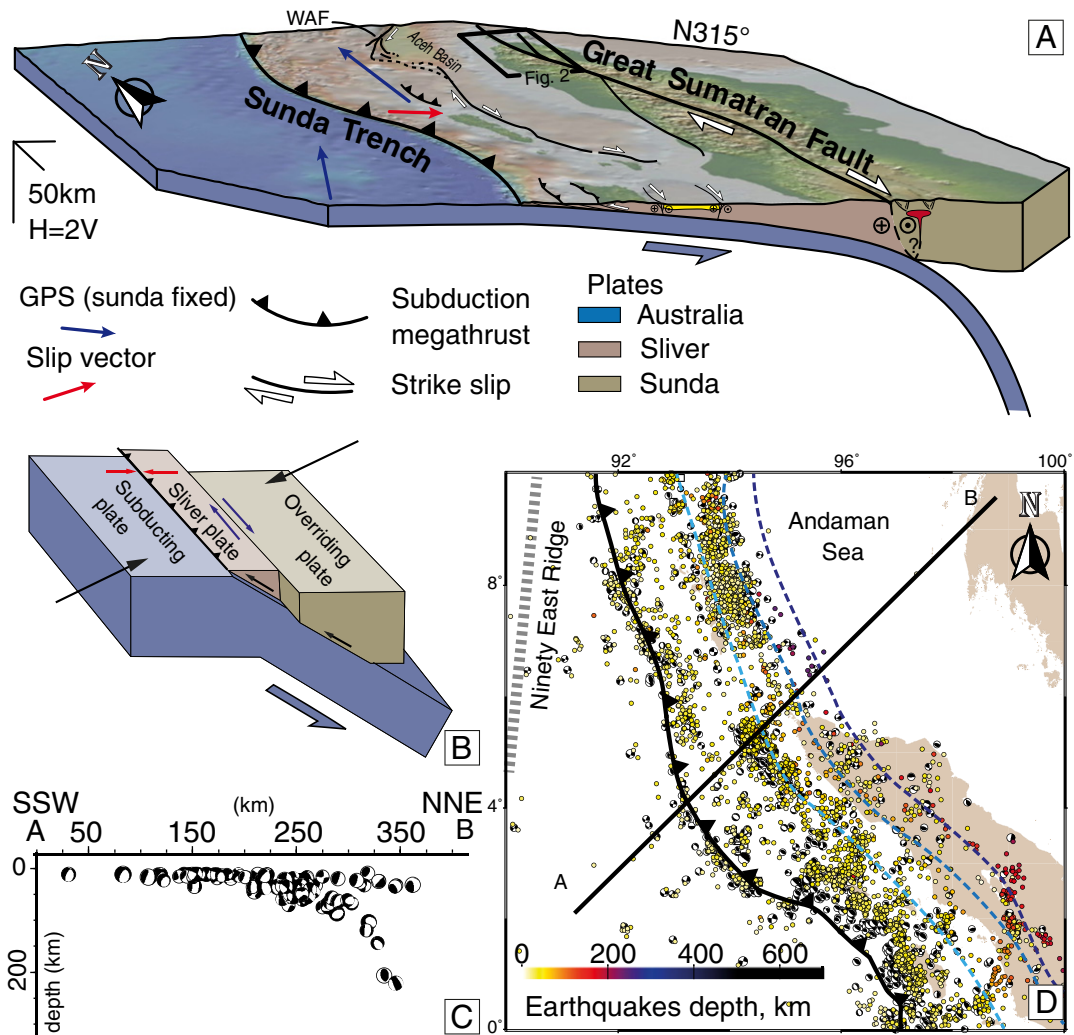 WAF
N315°
A
N
Aceh Basin
Fig. 2
Great Sumatran Fault
Sunda Trench
50km
H=2V
?
GPS (sunda fixed)
Slip vector
Subduction
megathrust
Strike slip
Plates
Australia
Sliver
Sunda
Subducting
plate
Sliver plate
Overriding
plate
B
SSW
(km)
NNE
A
50
150
250
350
B
0
200
depth (km)
C
92°
96°
100°
B
N
Andaman
Sea
Ninety East Ridge
8°
4°
A
0
200
400
600
Earthquakes depth, km
0°
D